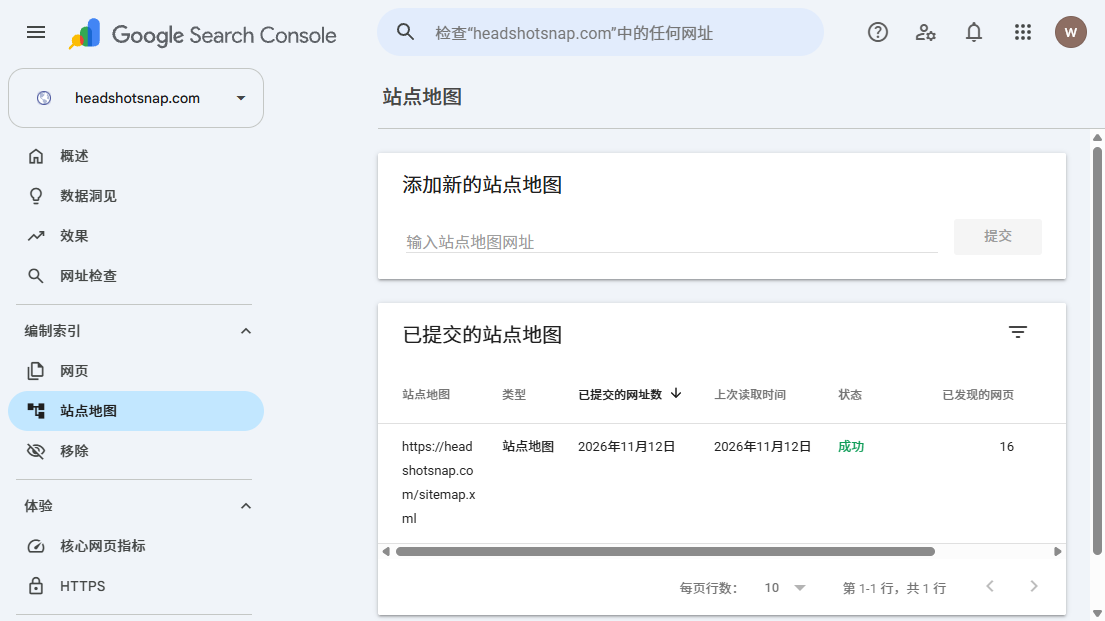 Google Search Console
检查“headshotsnap.com”中的任何网址
W
headshotsnap.com
概述
数据洞见
效果
网址检查
编制索引
网页
站点地图
移除
体验
核心网页指标
HTTPS
站点地图
添加新的站点地图
输入站点地图网址
提交
已提交的站点地图
站点地图 类型 已提交的网址数 上次读取时间 状态 已发现的网页
https://head
shotsnap.co
m/sitemap.x
ml
站点地图 2026年11月12日 2026年11月12日 成功 16
每页行数： 10 第 1-1 行，共 1 行